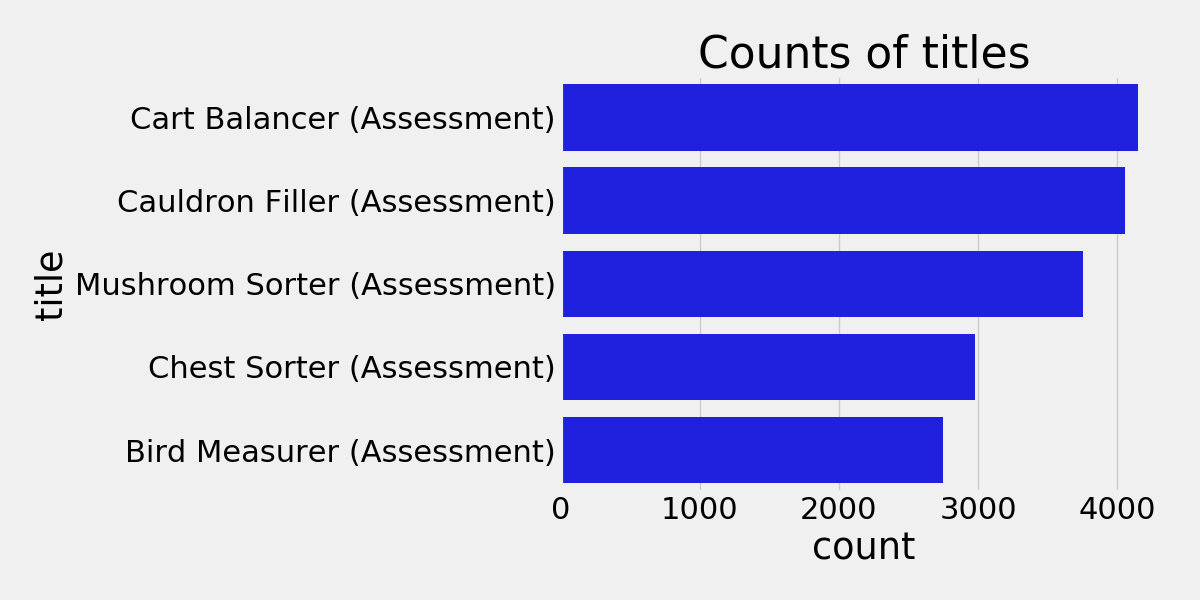 Counts of titles
Cart Balancer (Assessment)
Cauldron Filler (Assessment)
Mushroom Sorter (Assessment)
Chest Sorter (Assessment)
Bird Measurer (Assessment)
title
0 1000 2000 3000 4000
count